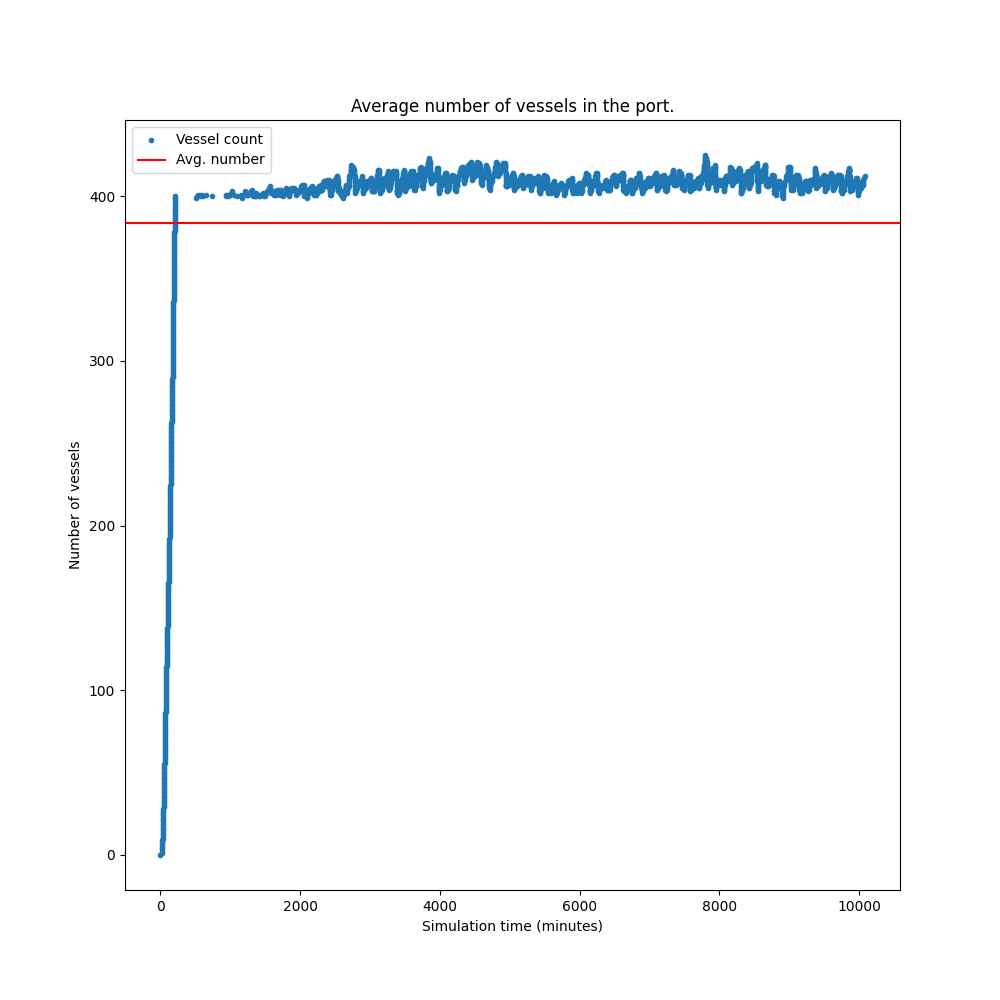 Average number of vessels in the port.
Vessel count
Avg. number
400
300
200
100
0
Number of vessels
0 2000 4000 6000 8000 10000
Simulation time (minutes)